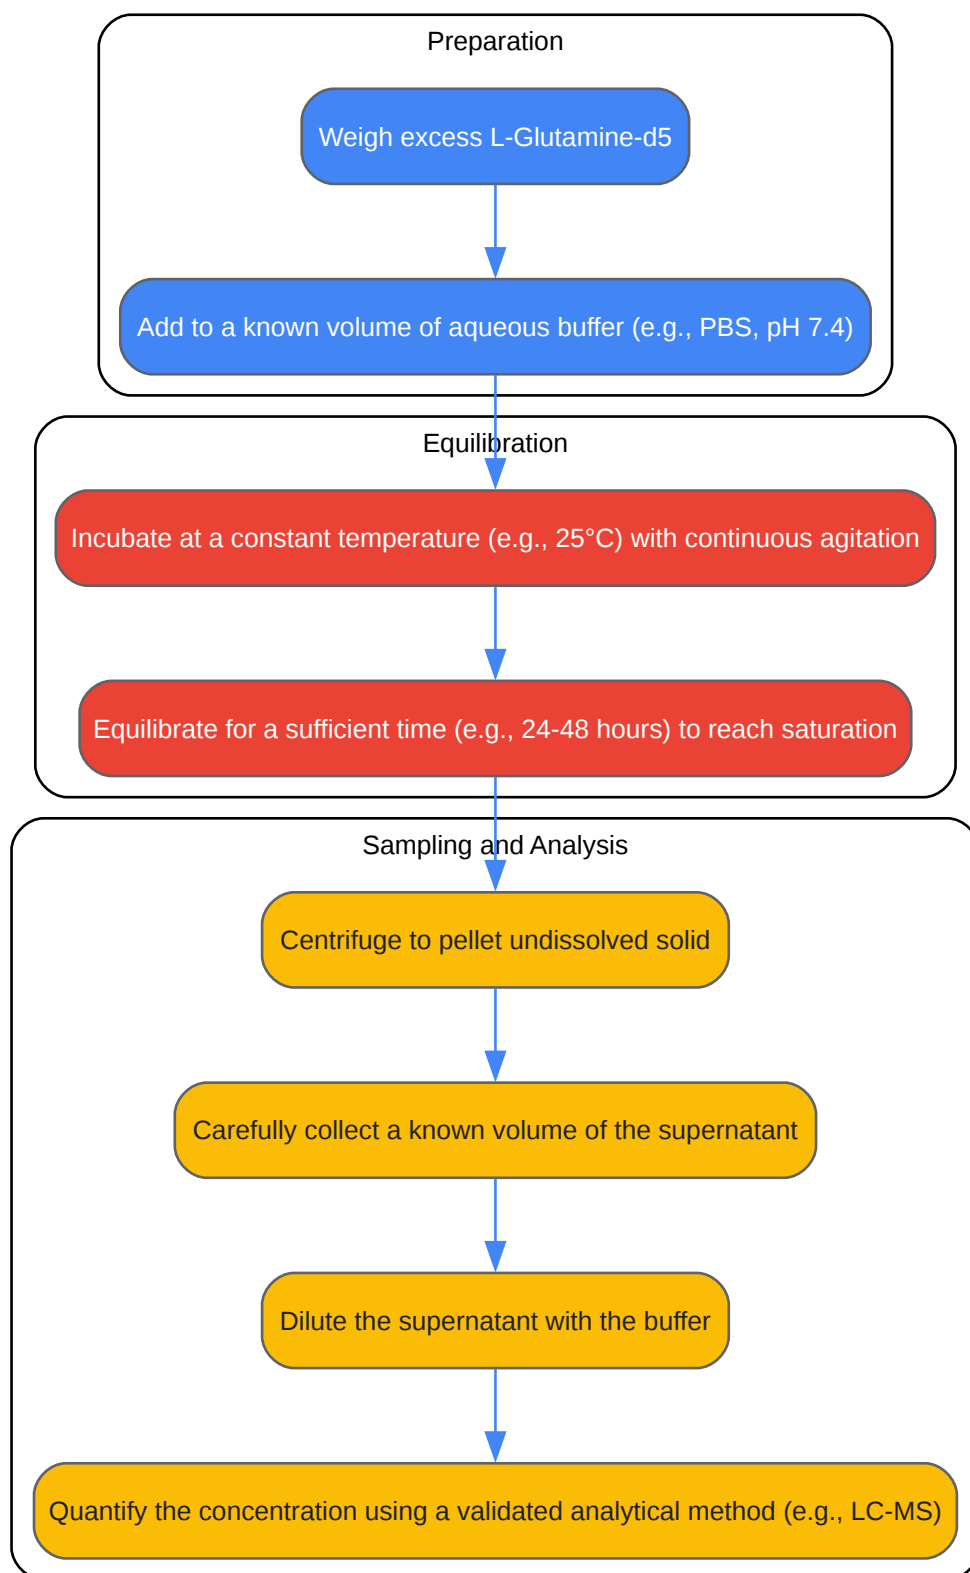 Preparation
Weigh excess L-Glutamine-d5
Add to a known volume of aqueous buffer (e.g., PBS, pH 7.4)
Equilibration
Incubate at a constant temperature (e.g., 25°C) with continuous agitation
Equilibrate for a sufficient time (e.g., 24-48 hours) to reach saturation
Sampling and Analysis
Centrifuge to pellet undissolved solid
Carefully collect a known volume of the supernatant
Dilute the supernatant with the buffer
Quantify the concentration using a validated analytical method (e.g., LC-MS)